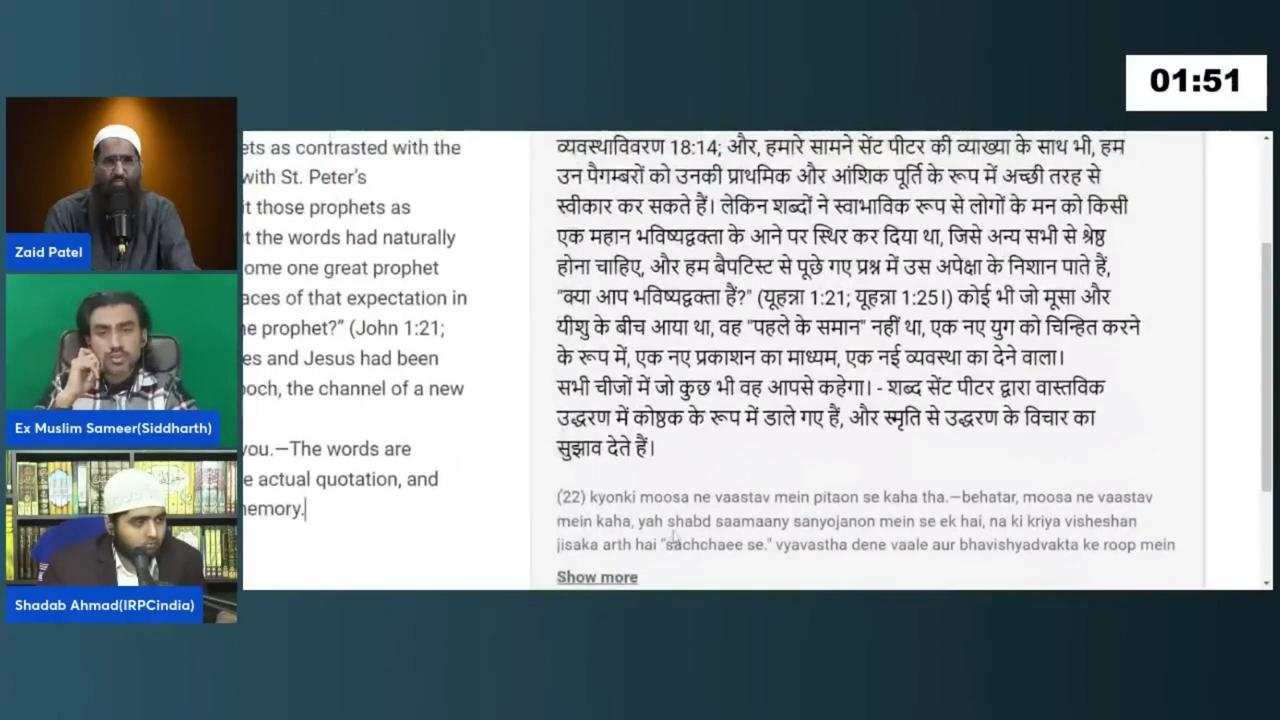 01:51
Zaid Patel
Ex Muslim Sameer(Siddharth)
Shadab Ahmad(IRPCindia)
ets as contrasted with the
with St. Peter’s
it those prophets as
it the words had naturally
ome one great prophet
aces of that expectation in
e prophet?” (John 1:21;
es and Jesus had been
och, the channel of a new
you.—The words are
e actual quotation, and
nemory.
व्यवस्थाविवरण 18:14; और, हमारे सामने सेंट पीटर की व्याख्या के साथ भी, हम
उन पैगम्बरों को उनकी प्राथमिक और आंशिक पूर्ति के रूप में अच्छी तरह से
स्वीकार कर सकते हैं। लेकिन शब्दों ने स्वाभाविक रूप से लोगों के मन को किसी
एक महान भविष्यद्वक्ता के आने पर स्थिर कर दिया था, जिसे अन्य सभी से श्रेष्ठ
होना चाहिए, और हम बैपटिस्ट से पूछे गए प्रश्न में उस अपेक्षा के निशान पाते हैं,
"क्या आप भविष्यद्वक्ता हैं?" (यूहन्ना 1:21; यूहन्ना 1:25।) कोई भी जो मूसा और
यीशु के बीच आया था, वह "पहले के समान" नहीं था, एक नए युग को चिन्हित करने
के रूप में, एक नए प्रकाशन का माध्यम, एक नई व्यवस्था का देने वाला।
सभी चीजों में जो कुछ भी वह आपसे कहेगा। - शब्द सेंट पीटर द्वारा वास्तविक
उद्धरण में कोष्ठक के रूप में डाले गए हैं, और स्मृति से उद्धरण के विचार का
सुझाव देते हैं।
(22) kyonki moosa ne vaastav mein pitaon se kaha tha.—behatar, moosa ne vaastav
mein kaha, yah shabd saamaany sanyojanon mein se ek hai, na ki kriya visheshan
jisaka arth hai "sachchaee se." vyavastha dene vaale aur bhavishyadvakta ke roop mein
Show more